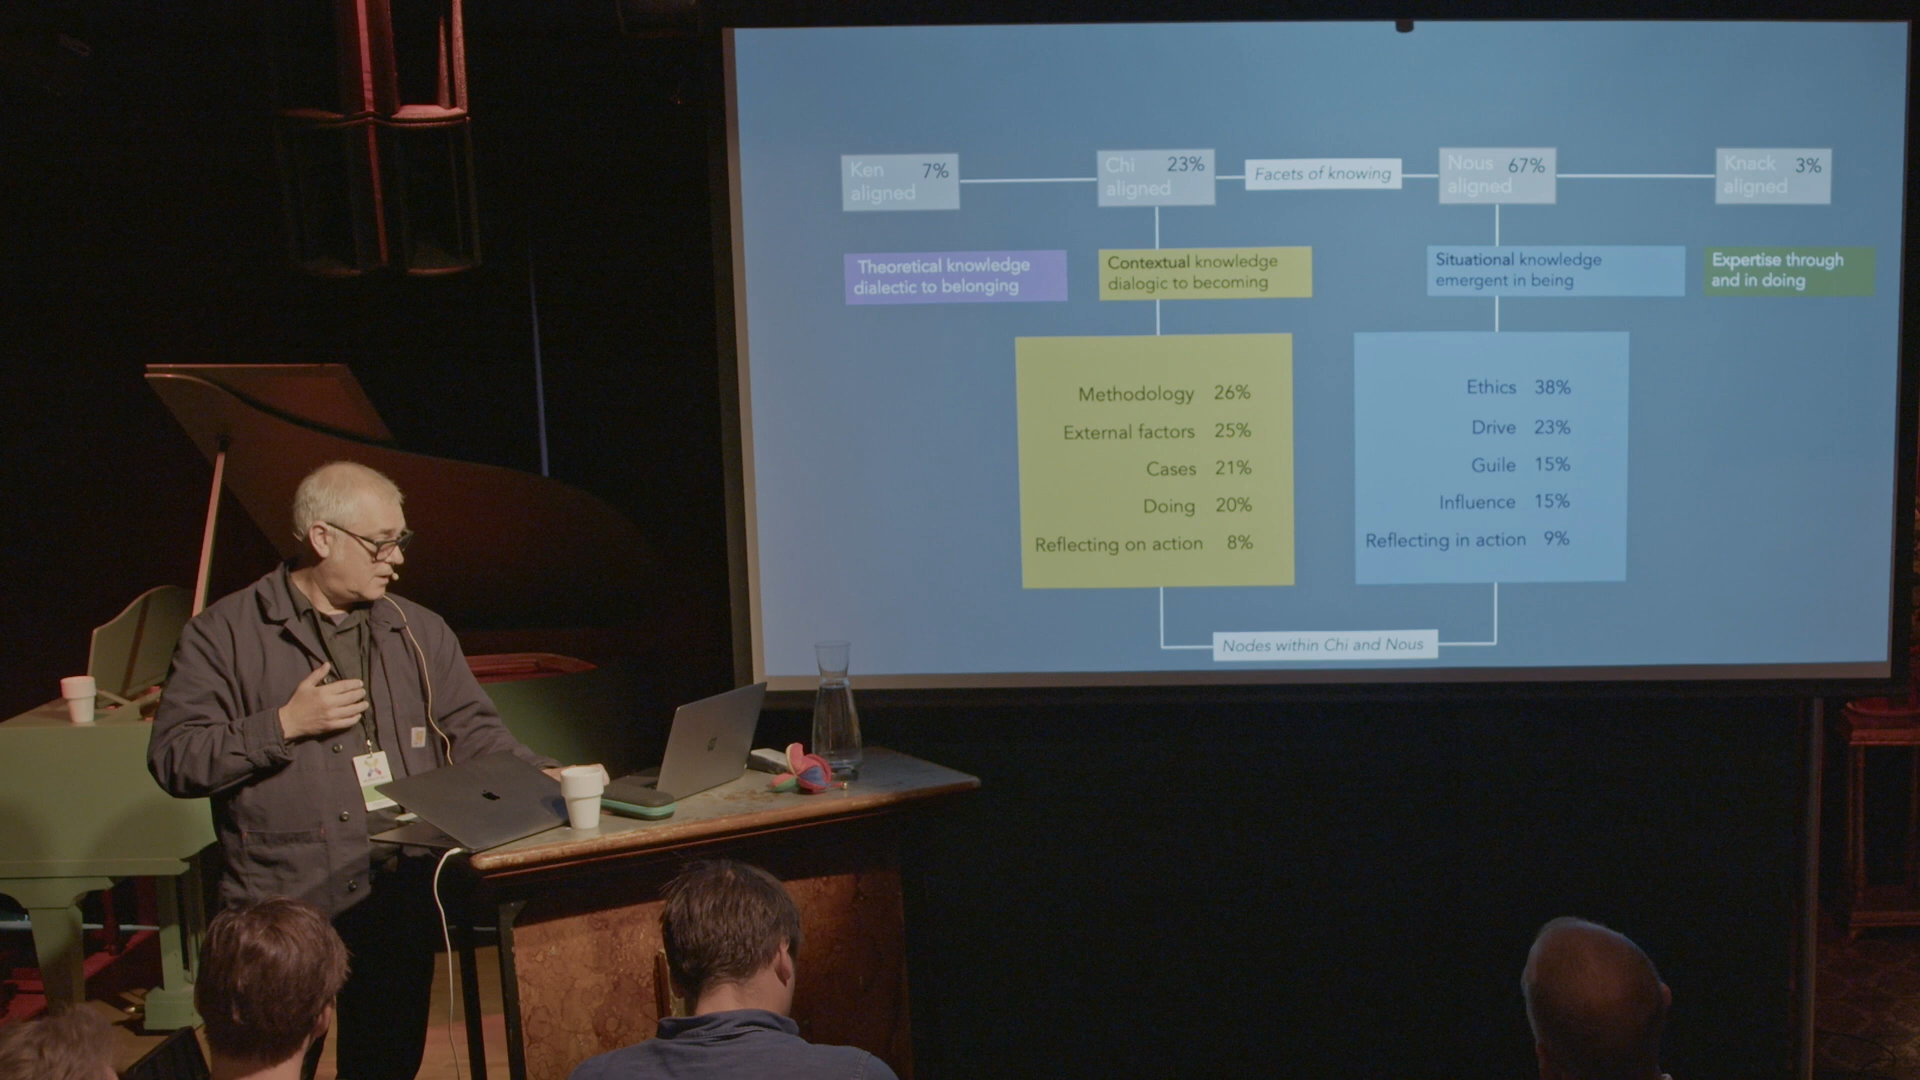 Ken 7%
aligned
Chi 23%
aligned
Facets of knowing
Nous 67%
aligned
Knack 3%
aligned
Theoretical knowledge
dialectic to belonging
Contextual knowledge
dialogic to becoming
Situational knowledge
emergent in being
Expertise through
and in doing
Methodology 26%
External factors 25%
Cases 21%
Doing 20%
Reflecting on action 8%
Ethics 38%
Drive 23%
Guile 15%
Influence 15%
Reflecting in action 9%
Nodes within Chi and Nous